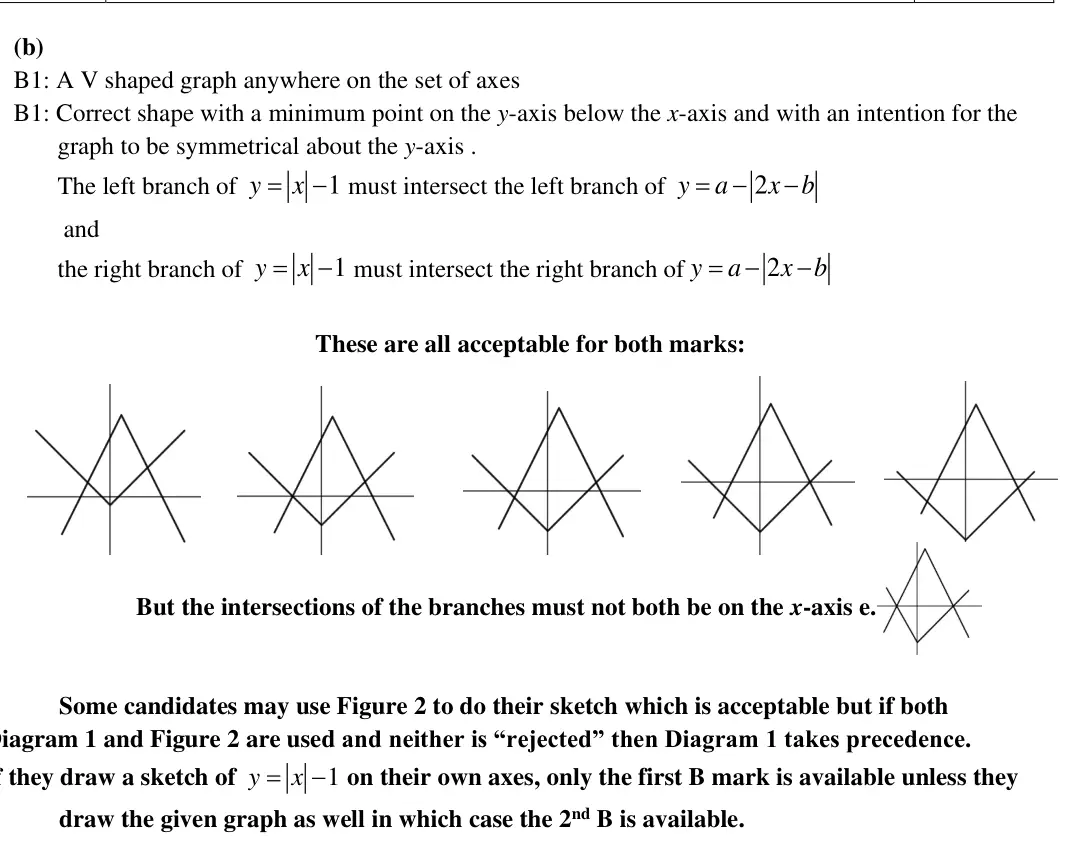 (b)
B1: A V shaped graph anywhere on the set of axes
B1: Correct shape with a minimum point on the y-axis below the x-axis and with an intention for the
graph to be symmetrical about the y-axis .
The left branch of y = |x| − 1 must intersect the left branch of y = a − |2x − b|
and
the right branch of y = |x| − 1 must intersect the right branch of y = a − |2x − b|
These are all acceptable for both marks:
But the intersections of the branches must not both be on the x-axis e.
Some candidates may use Figure 2 to do their sketch which is acceptable but if both
Diagram 1 and Figure 2 are used and neither is “rejected” then Diagram 1 takes precedence.
f they draw a sketch of y = |x| − 1 on their own axes, only the first B mark is available unless they
draw the given graph as well in which case the 2nd B is available.